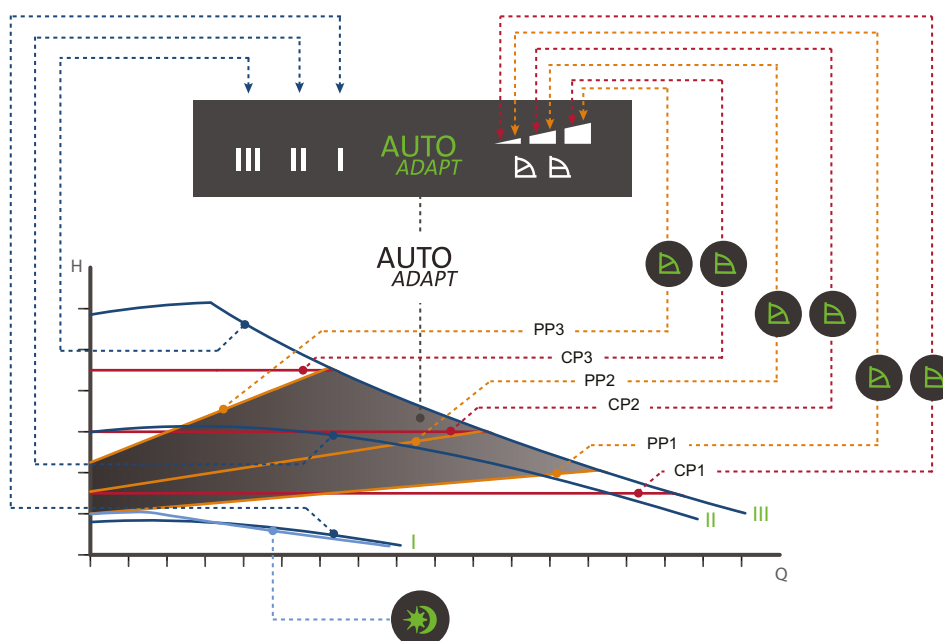 III II I AUTO
ADAPT
AUTO
ADAPT
H
PP3
CP3
PP2
CP2
PP1
CP1
III
II
I
Q